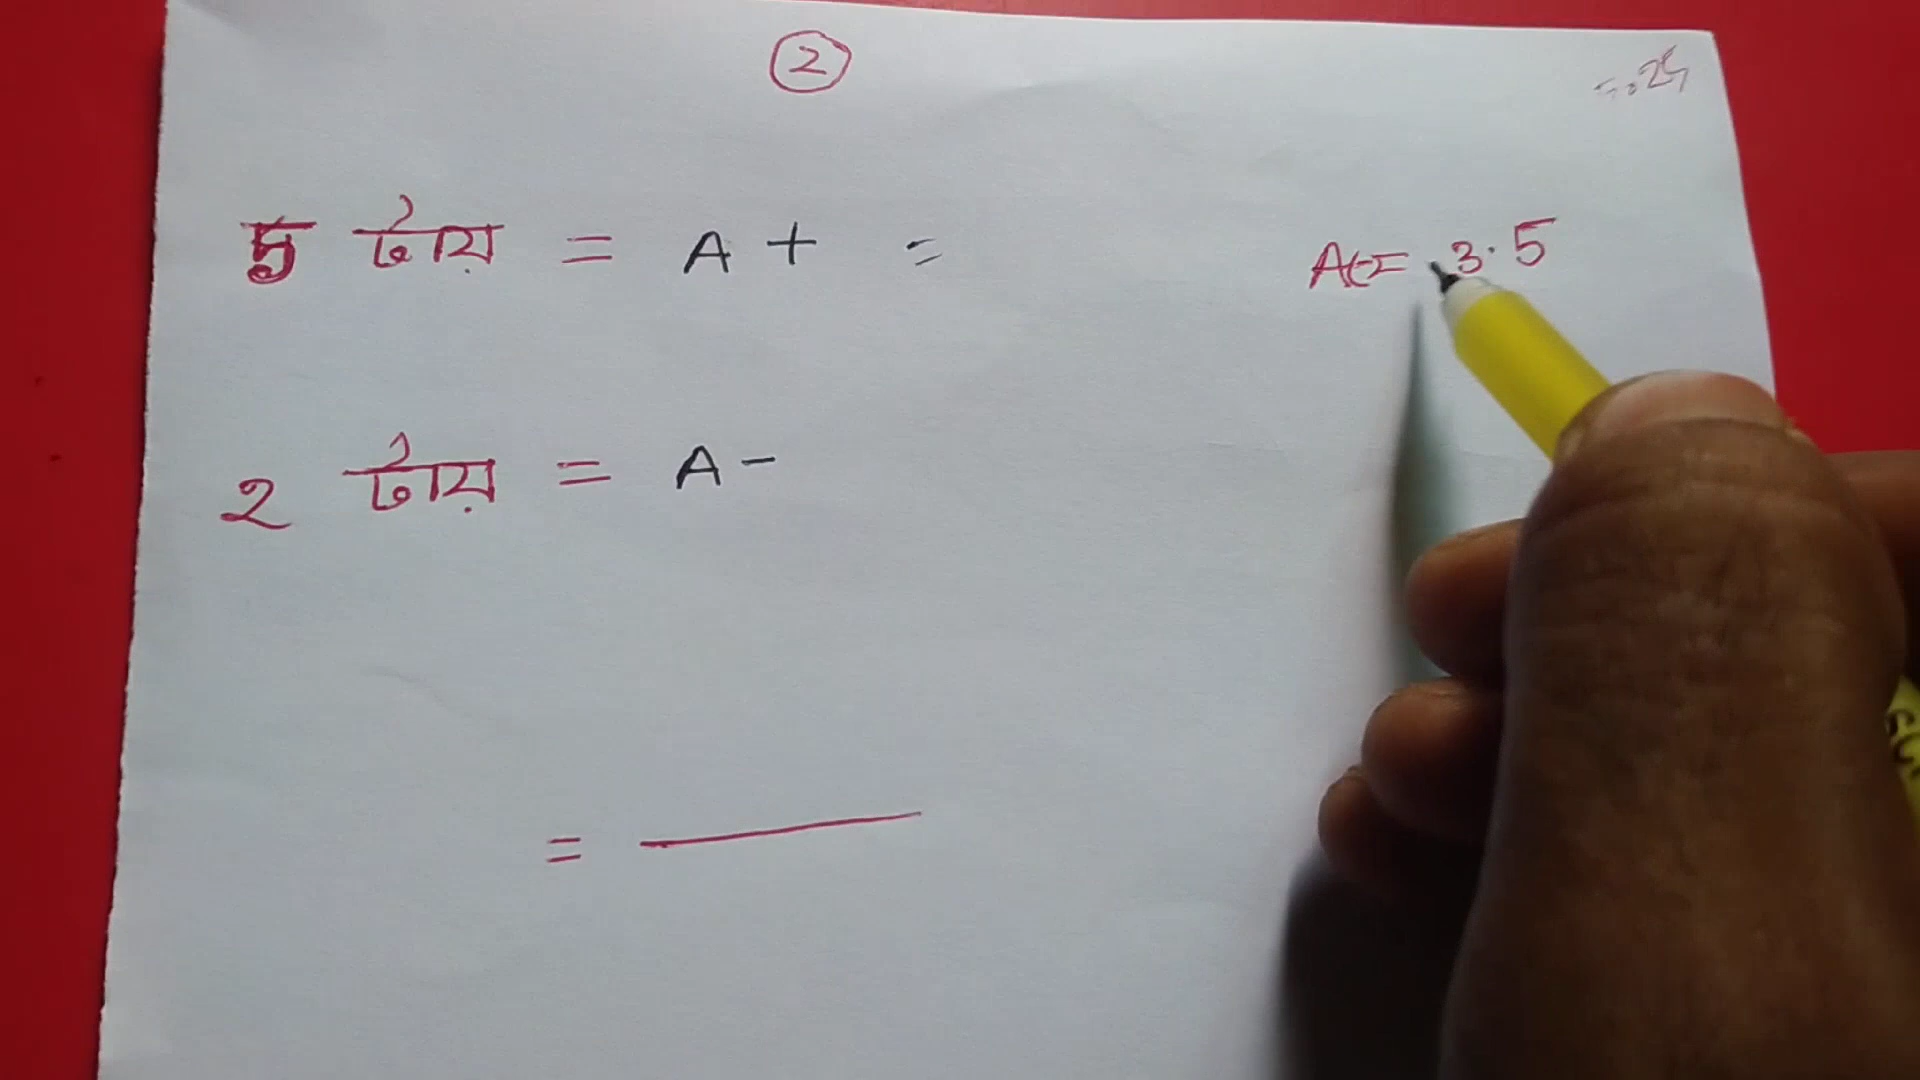 2
5 টায় = A + =
A(-)= 3.5
2 টায় = A -
=